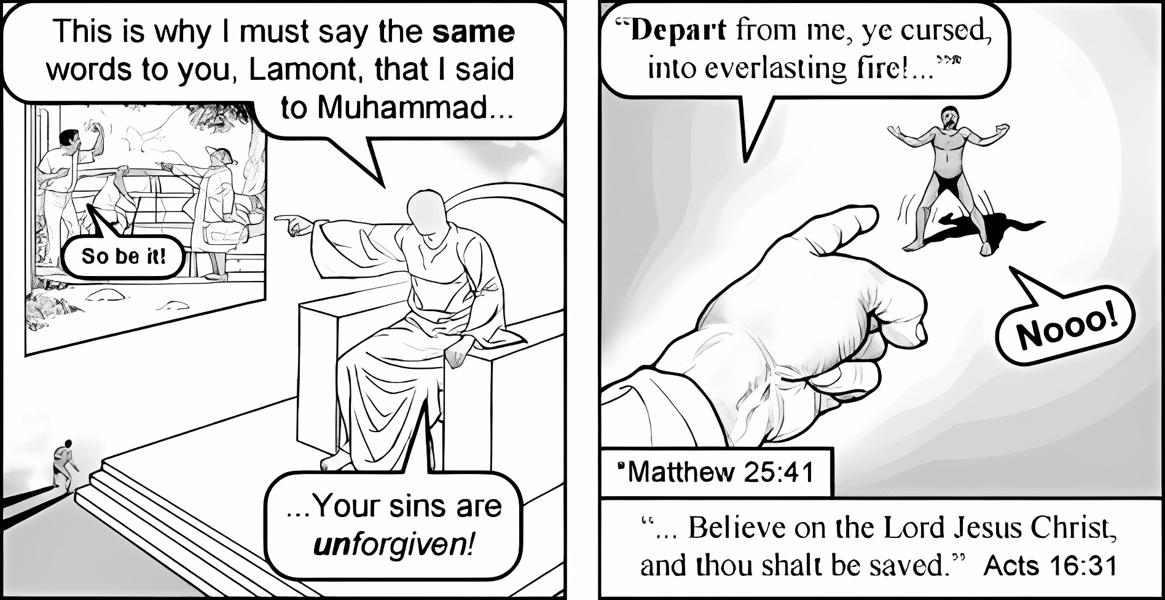 This is why I must say the same
words to you, Lamont, that I said
to Muhammad...
So be it!
...Your sins are
unforgiven!
“Depart from me, ye cursed,
into everlasting fire!...”*
Nooo!
*Matthew 25:41
“... Believe on the Lord Jesus Christ,
and thou shalt be saved.” Acts 16:31